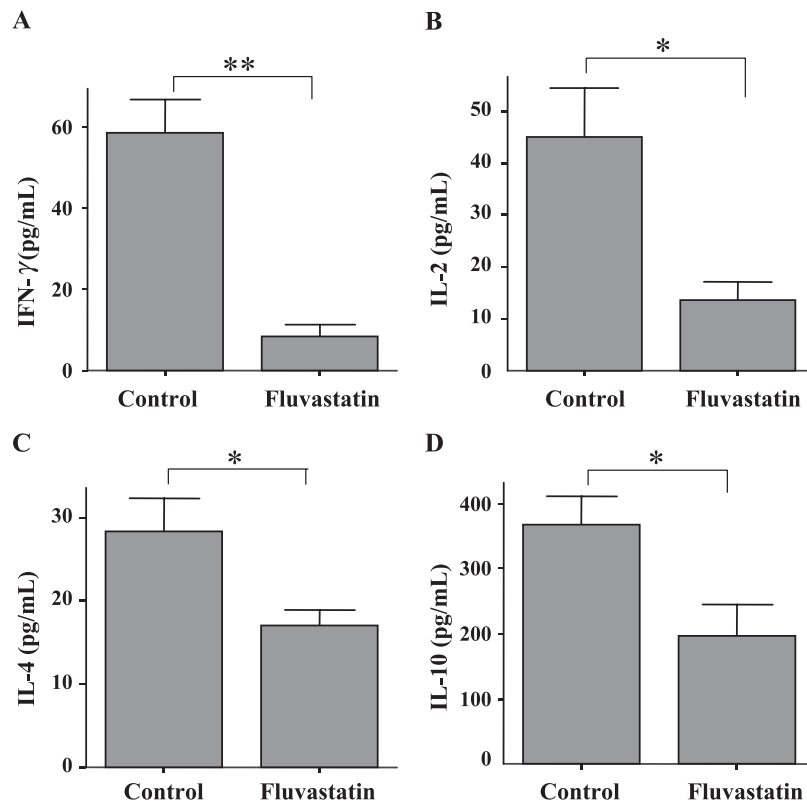 A
**
IFN-γ(pg/mL)
60
40
20
0
Control Fluvastatin
B
*
IL-2 (pg/mL)
50
40
30
20
10
0
Control Fluvastatin
C
*
IL-4 (pg/mL)
30
20
10
0
Control Fluvastatin
D
*
IL-10 (pg/mL)
400
300
200
100
0
Control Fluvastatin